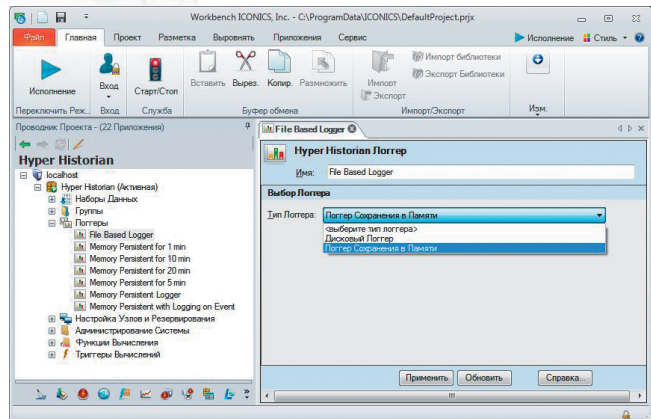 Workbench ICONICS, Inc. - C:\ProgramData\ICONICS\DefaultProject.prjx
Файл Главная Проект Разметка Выровнять Приложения Сервис Исполнение Стиль
Исполнение
Вход
Старт/Стоп
Вставить Вырез. Копир. Размножить
Импорт
Экспорт
Импорт библиотеки
Экспорт Библиотеки
Переключить Реж... Вход Служба Буфер обмена Импорт/Экспорт Изм.
Проводник Проекта - (22 Приложения)
Hyper Historian
localhost
Hyper Historian (Активная)
Наборы Данных
Группы
Логгеры
File Based Logger
Memory Persistent for 1 min
Memory Persistent for 10 min
Memory Persistent for 20 min
Memory Persistent for 5 min
Memory Persistent Logger
Memory Persistent with Logging on Event
Настройка Узлов и Резервирования
Администрирование Системы
Функции Вычисления
Триггеры Вычислений
File Based Logger
Hyper Historian Логгер
Имя: File Based Logger
Выбор Логгера
Тип Логгера: Логгер Сохранения в Памяти
<выберите тип логгера>
Дисковый Логгер
Логгер Сохранения в Памяти
Применить Обновить Справка...